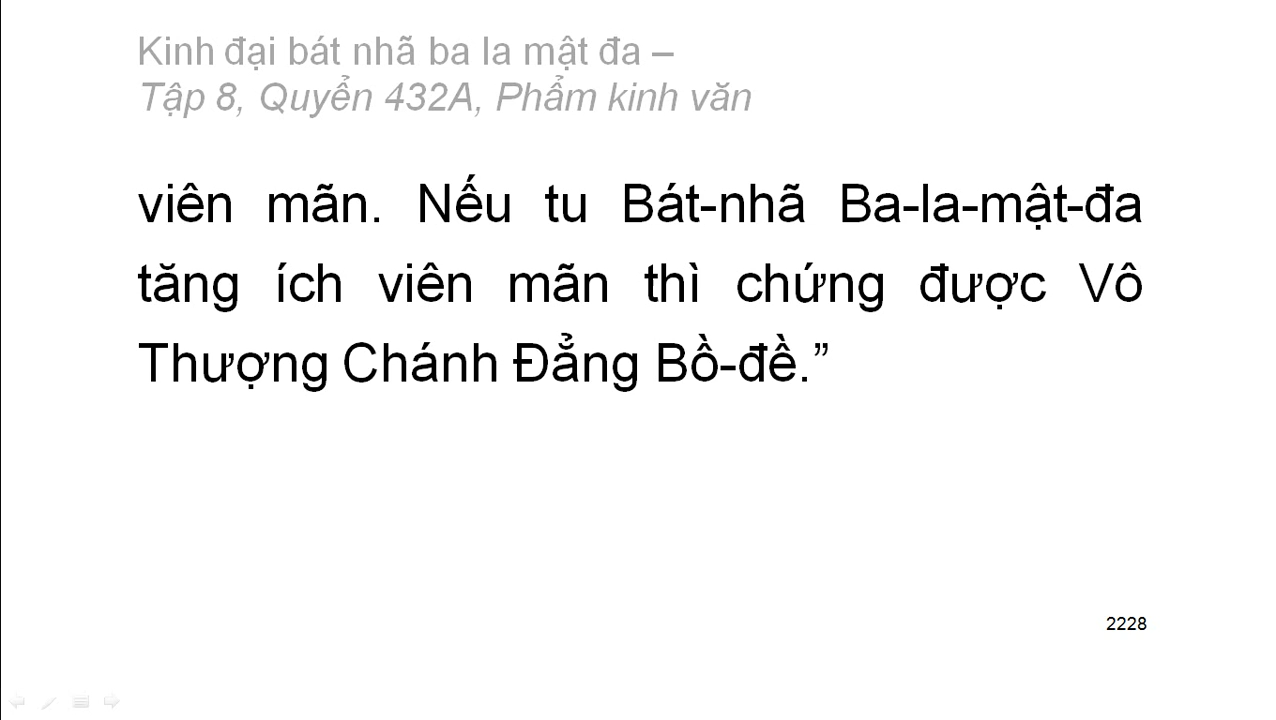 Kinh đại bát nhã ba la mật đa –
Tập 8, Quyển 432A, Phẩm kinh văn
viên mãn. Nếu tu Bát-nhã Ba-la-mật-đa
tăng ích viên mãn thì chứng được Vô
Thượng Chánh Đẳng Bồ-đề.”
2228